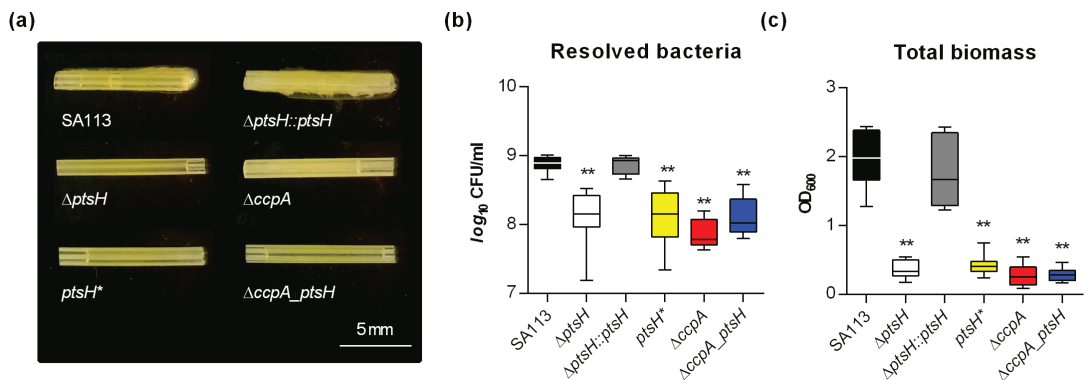 (a)
SA113
ΔptsH::ptsH
ΔptsH
ΔccpA
ptsH*
ΔccpA_ptsH
5 mm
(b)
Resolved bacteria
log10 CFU/ml
10
9
8
7
**
**
**
**
SA113
ΔptsH
ΔptsH::ptsH
ptsH*
ΔccpA
ΔccpA_ptsH
(c)
Total biomass
OD600
3
2
1
0
**
**
**
**
SA113
ΔptsH
ΔptsH::ptsH
ptsH*
ΔccpA
ΔccpA_ptsH